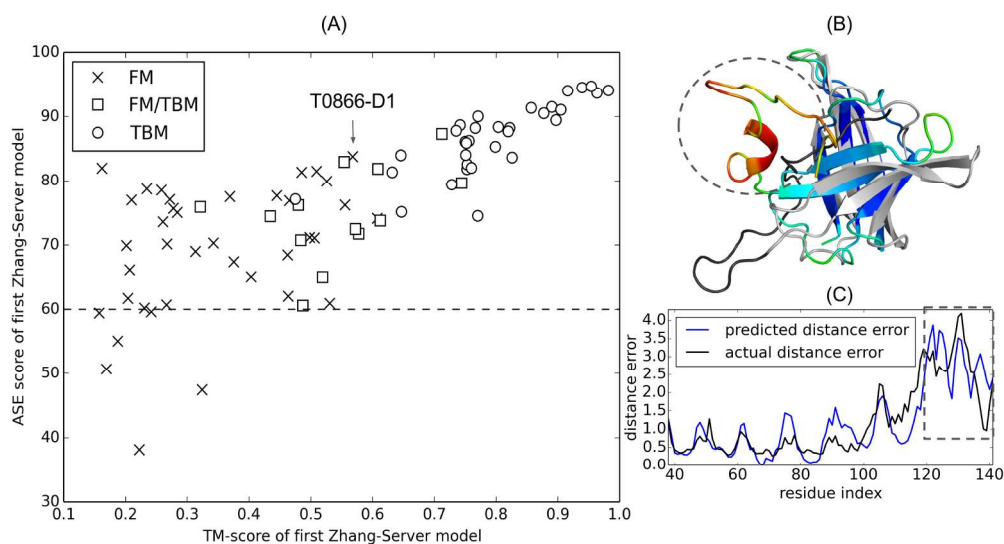 (A)
100
90
80
70
60
50
40
30
ASE score of first Zhang-Server model
FM
FM/TBM
TBM
T0866-D1
0.1 0.2 0.3 0.4 0.5 0.6 0.7 0.8 0.9 1.0
TM-score of first Zhang-Server model
(B)
(C)
4.0
3.5
3.0
2.5
2.0
1.5
1.0
0.5
0.0
distance error
predicted distance error
actual distance error
40 60 80 100 120 140
residue index